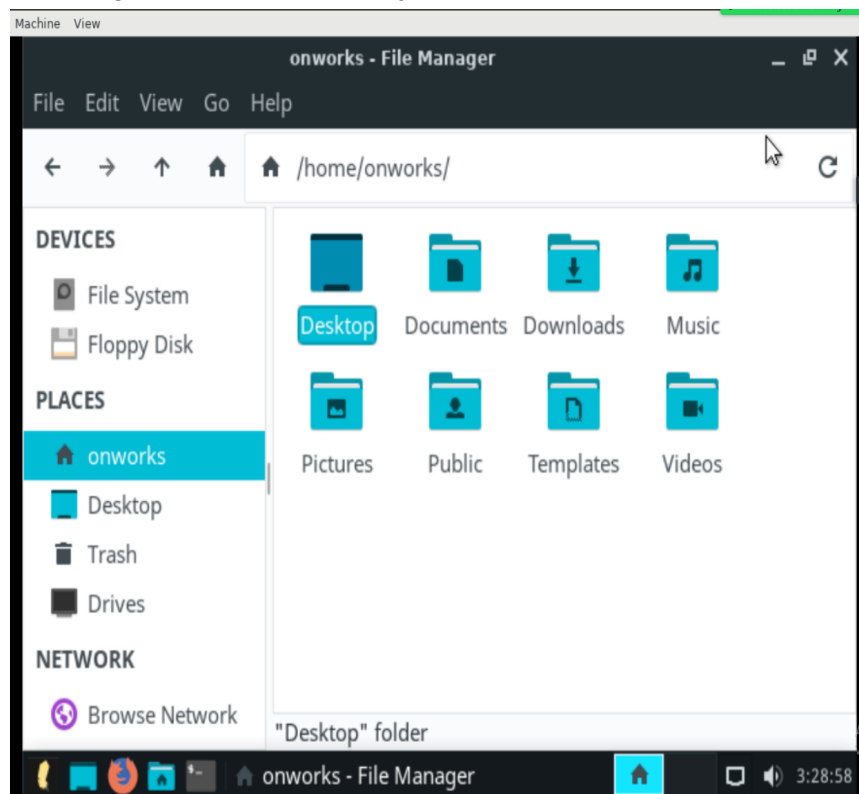 Machine View
onworks - File Manager
File Edit View Go Help
/home/onworks/
DEVICES
File System
Floppy Disk
PLACES
onworks
Desktop
Trash
Drives
NETWORK
Browse Network
Desktop Documents Downloads Music
Pictures Public Templates Videos
"Desktop" folder
onworks - File Manager
3:28:58